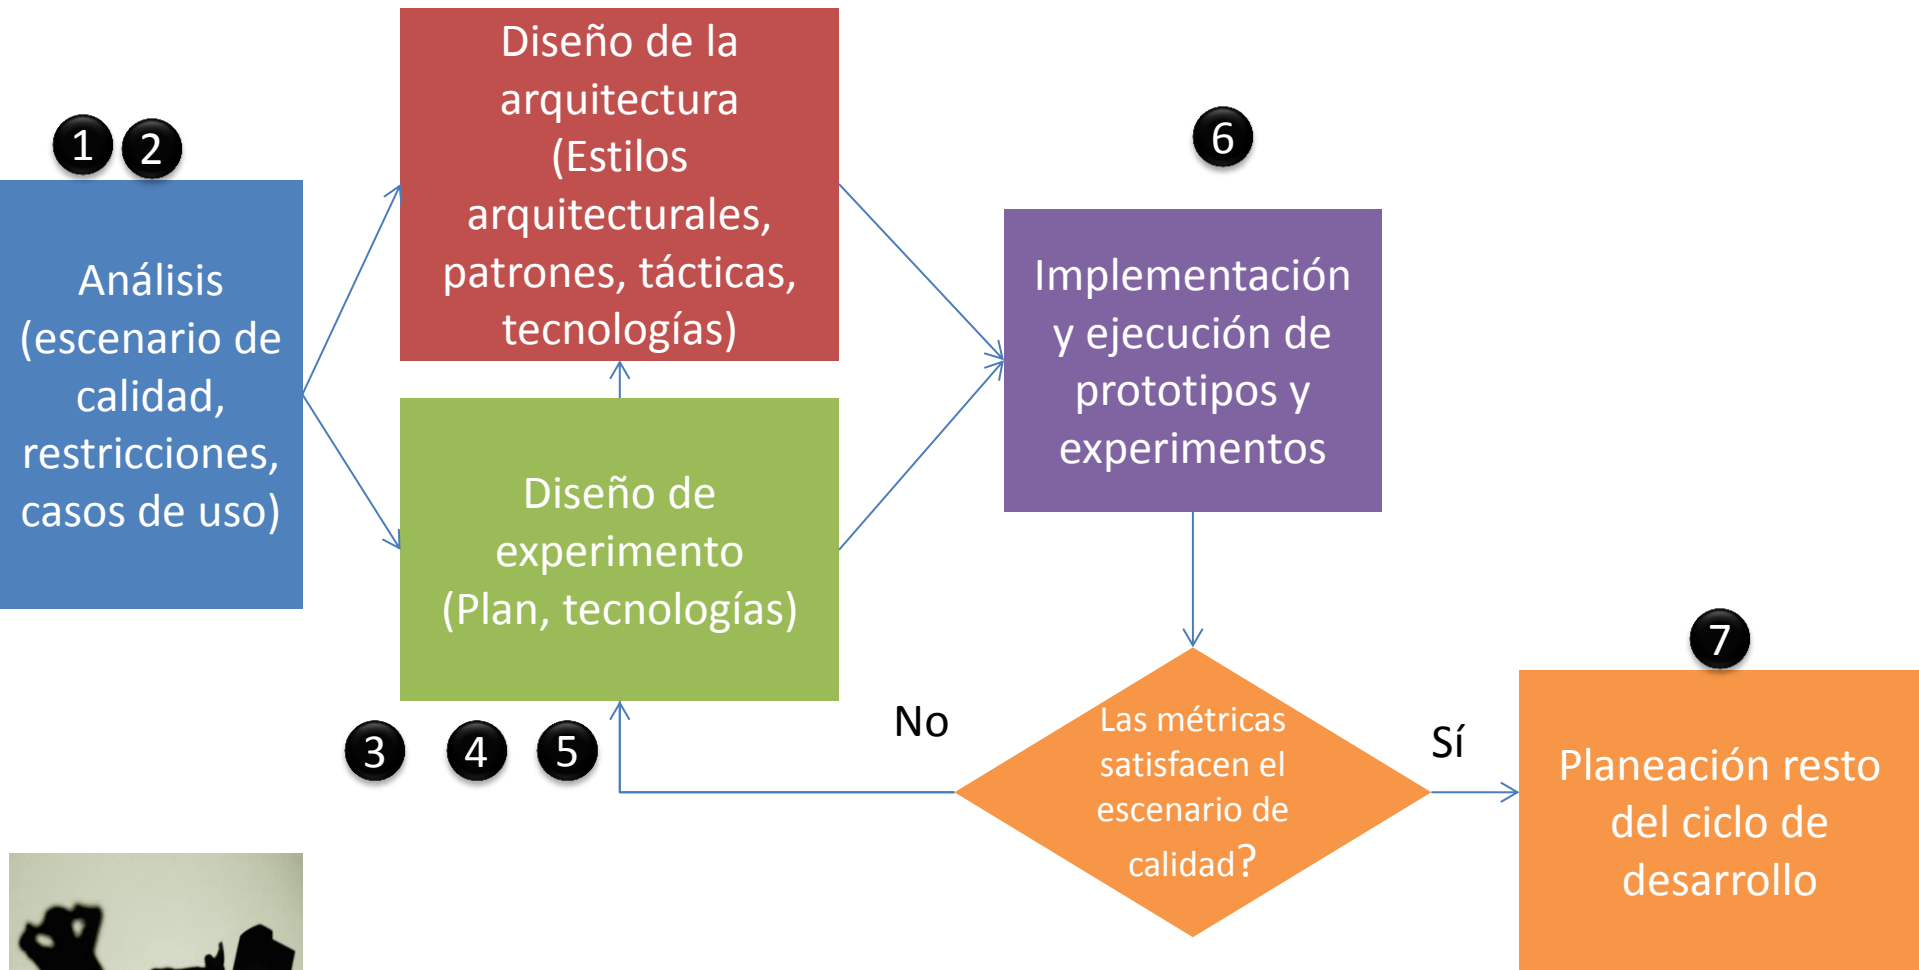 1
2
Análisis
(escenario de
calidad,
restricciones,
casos de uso)
Diseño de la
arquitectura
(Estilos
arquitecturales,
patrones, tácticas,
tecnologías)
Diseño de
experimento
(Plan, tecnologías)
3
4
5
6
Implementación
y ejecución de
prototipos y
experimentos
No
Las métricas
satisfacen el
escenario de
calidad?
Sí
7
Planeación resto
del ciclo de
desarrollo